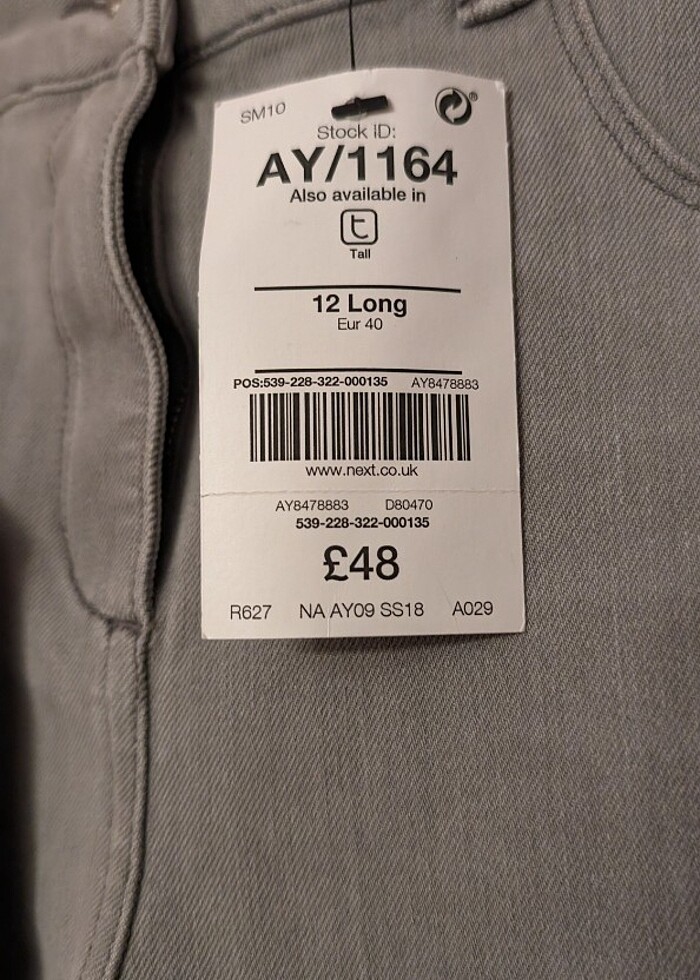 SM10
®
Stock ID:
AY/1164
Also available in
t
Tall
12 Long
Eur 40
POS:539-228-322-000135 AY8478883
www.next.co.uk
AY8478883 D80470
539-228-322-000135
£48
R627 NA AY09 SS18 A029